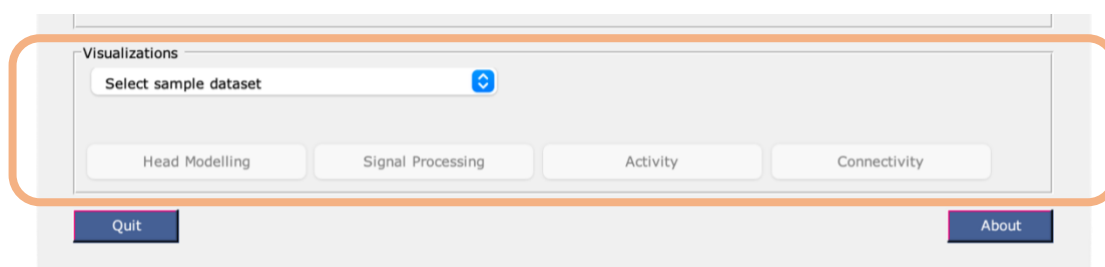 Visualizations
Select sample dataset
Head Modelling Signal Processing Activity Connectivity
Quit About